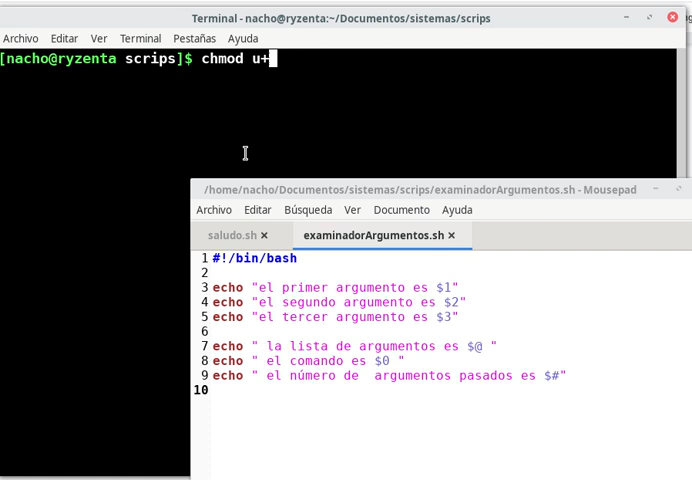 Terminal - nacho@ryzenta:~/Documentos/sistemas/scrips
Archivo Editar Ver Terminal Pestañas Ayuda
[nacho@ryzenta scrips]$ chmod u+
/home/nacho/Documentos/sistemas/scrips/examinadorArgumentos.sh - Mousepad
Archivo Editar Búsqueda Ver Documento Ayuda
saludo.sh × examinadorArgumentos.sh ×
1 #!/bin/bash
2
3 echo "el primer argumento es $1"
4 echo "el segundo argumento es $2"
5 echo "el tercer argumento es $3"
6
7 echo " la lista de argumentos es $@ "
8 echo " el comando es $0 "
9 echo " el número de  argumentos pasados es $#"
10